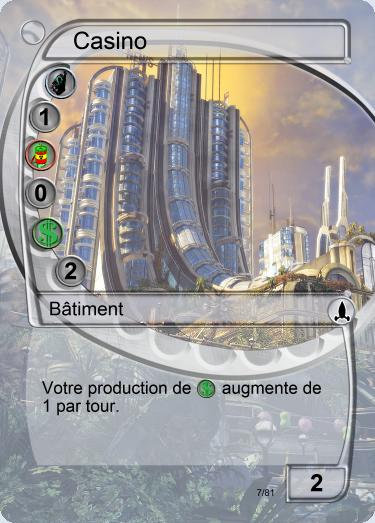 Casino
1
0
2
Bâtiment
Votre production de $ augmente de
1 par tour.
7/81
2